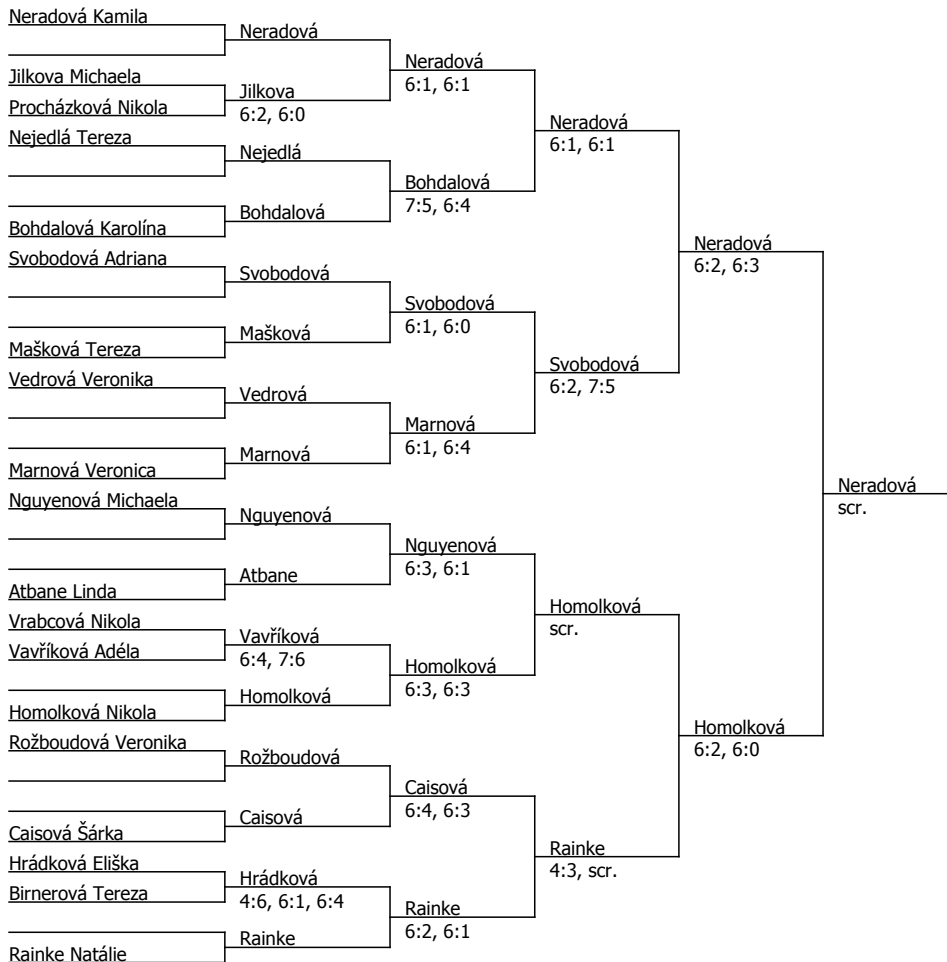 Neradová Kamila
Jilkova Michaela
Procházková Nikola
Nejedlá Tereza
Bohdalová Karolína
Svobodová Adriana
Mašková Tereza
Vedrová Veronika
Marnová Veronica
Nguyenová Michaela
Atbane Linda
Vrabcová Nikola
Vavříková Adéla
Homolková Nikola
Rožboudová Veronika
Caisová Šárka
Hrádková Eliška
Birnerová Tereza
Rainke Natálie
Neradová
Jilkova
6:2, 6:0
Nejedlá
Bohdalová
Svobodová
Mašková
Vedrová
Marnová
Nguyenová
Atbane
Vavříková
6:4, 7:6
Homolková
Rožboudová
Caisová
Hrádková
4:6, 6:1, 6:4
Rainke
Neradová
6:1, 6:1
Bohdalová
7:5, 6:4
Svobodová
6:1, 6:0
Marnová
6:1, 6:4
Nguyenová
6:3, 6:1
Homolková
6:3, 6:3
Caisová
6:4, 6:3
Rainke
6:2, 6:1
Neradová
6:1, 6:1
Svobodová
6:2, 7:5
Homolková
scr.
Rainke
4:3, scr.
Neradová
6:2, 6:3
Homolková
6:2, 6:0
Neradová
scr.